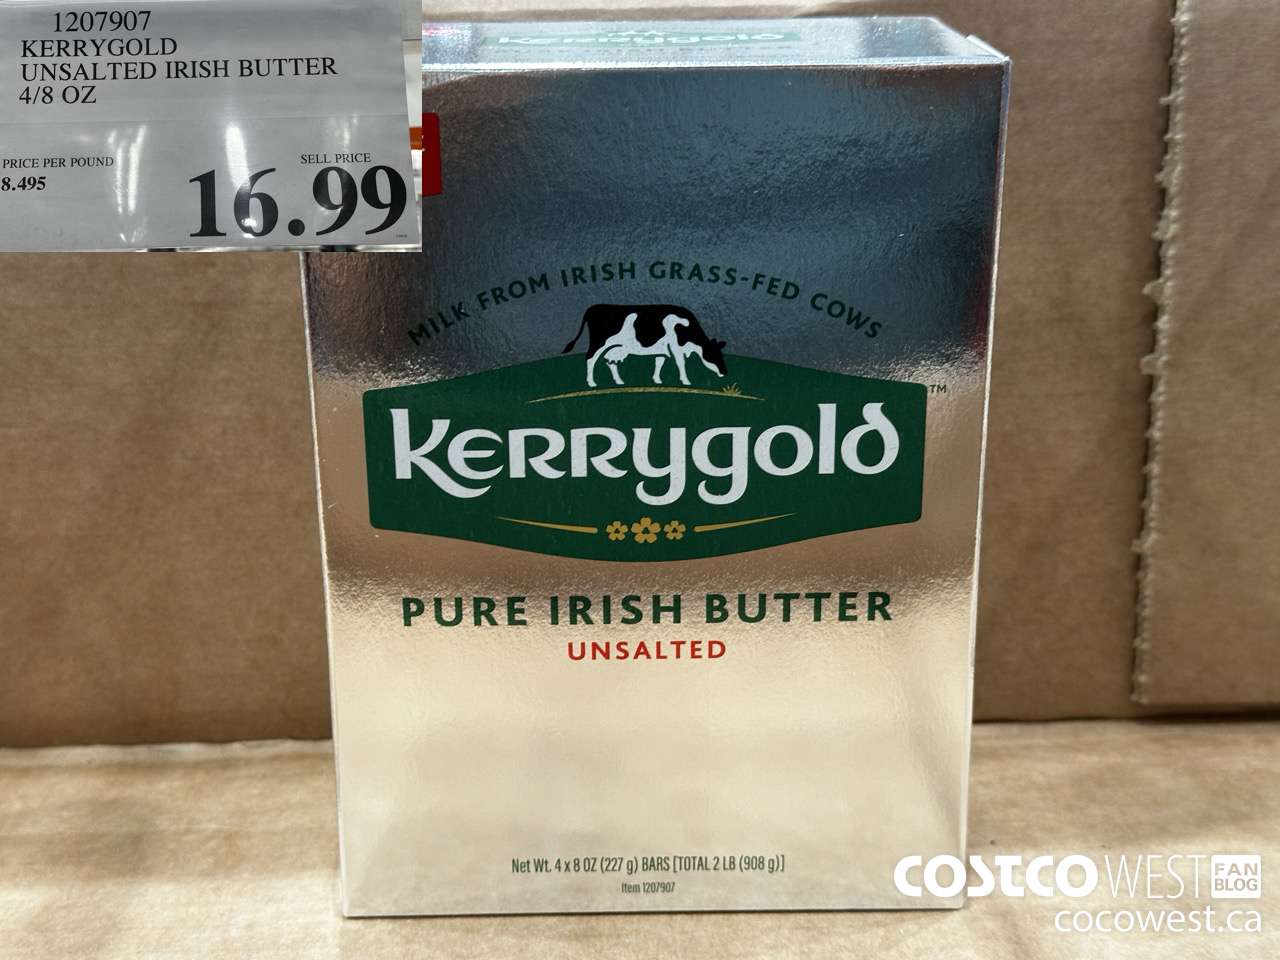 1207907
KERRYGOLD
UNSALTED IRISH BUTTER
4/8 OZ
PRICE PER POUND
8.495
SELL PRICE
16.99
Kerrygold
MILK FROM IRISH GRASS-FED COWS
Kerrygold™
PURE IRISH BUTTER
UNSALTED
Net Wt. 4 x 8 OZ (227 g) BARS [TOTAL 2 LB (908 g)]
Item 1207907
COSTCO WEST FAN BLOG
cocowest.ca